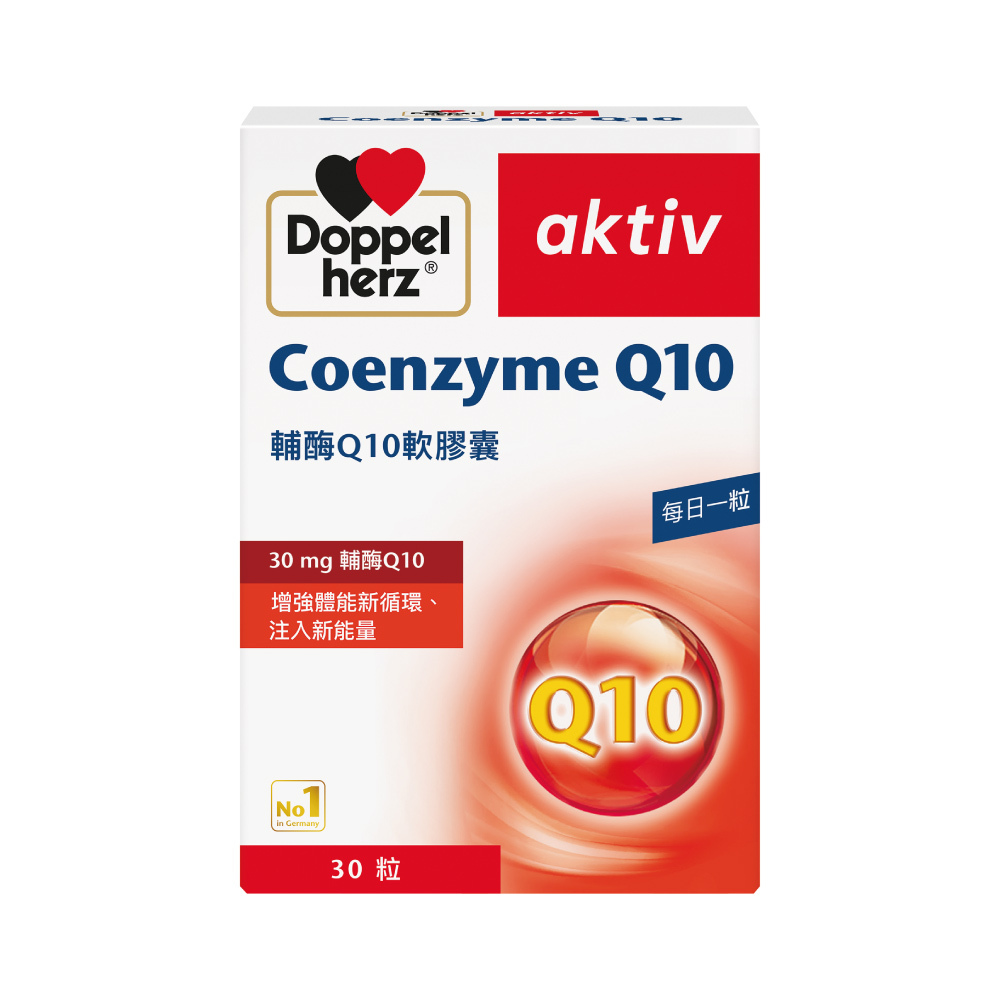 Doppel herz® aktiv
Coenzyme Q10
Doppel
herz®
aktiv
Coenzyme Q10
輔酶Q10軟膠囊
每日一粒
30 mg 輔酶Q10
增強體能新循環、
注入新能量
Q10
No1
in Germany
30 粒